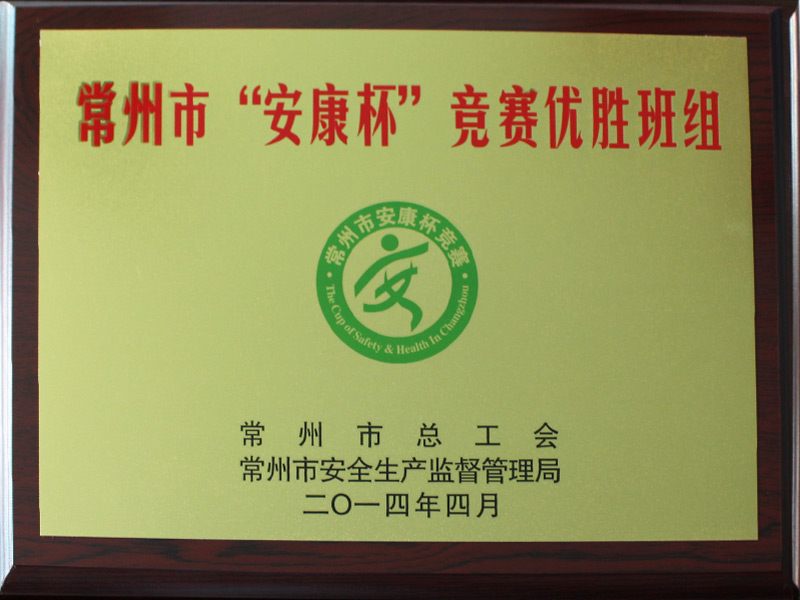 常州市“安康杯”竞赛优胜班组
·常州市安康杯竞赛·
The Cup of Safety & Health In Changzhou
常州市总工会
常州市安全生产监督管理局
二〇一四年四月